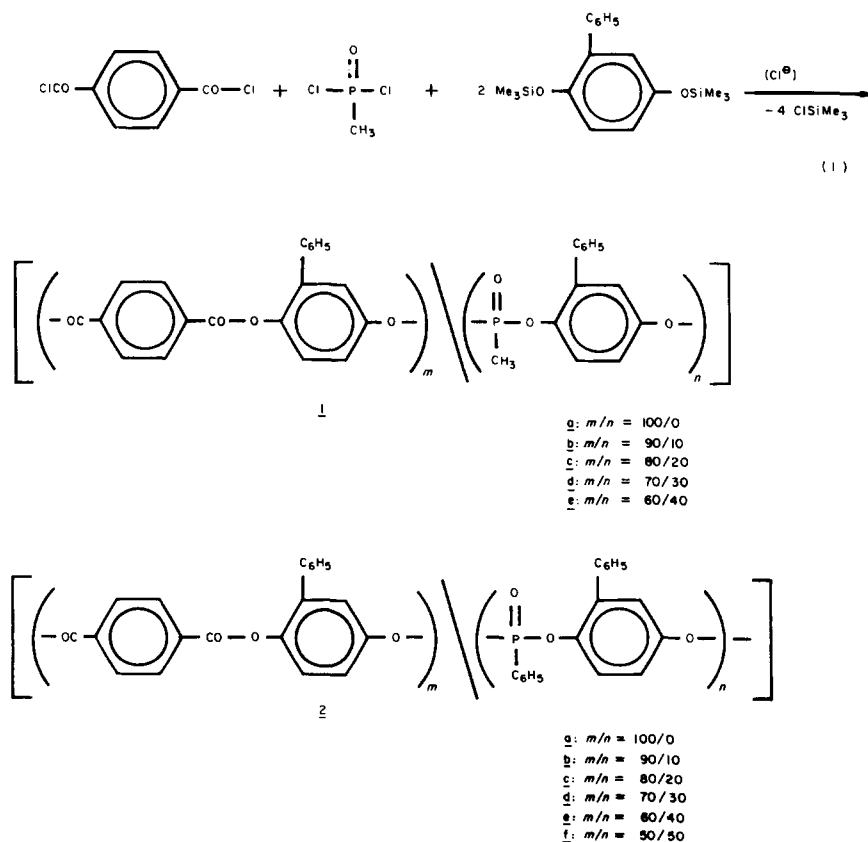 C₆H₅
O
ClCO COCl + Cl P Cl + 2 Me₃SiO OSiMe₃ (Cl⊖)
CH₃
− 4 ClSiMe₃
(1)
C₆H₅ C₆H₅
O
OC CO O O m P O O n
CH₃
1
a: m/n = 100/0
b: m/n = 90/10
c: m/n = 80/20
d: m/n = 70/30
e: m/n = 60/40
C₆H₅ C₆H₅
O
OC CO O O m P O O n
C₆H₅
2
a: m/n = 100/0
b: m/n = 90/10
c: m/n = 80/20
d: m/n = 70/30
e: m/n = 60/40
f: m/n = 50/50